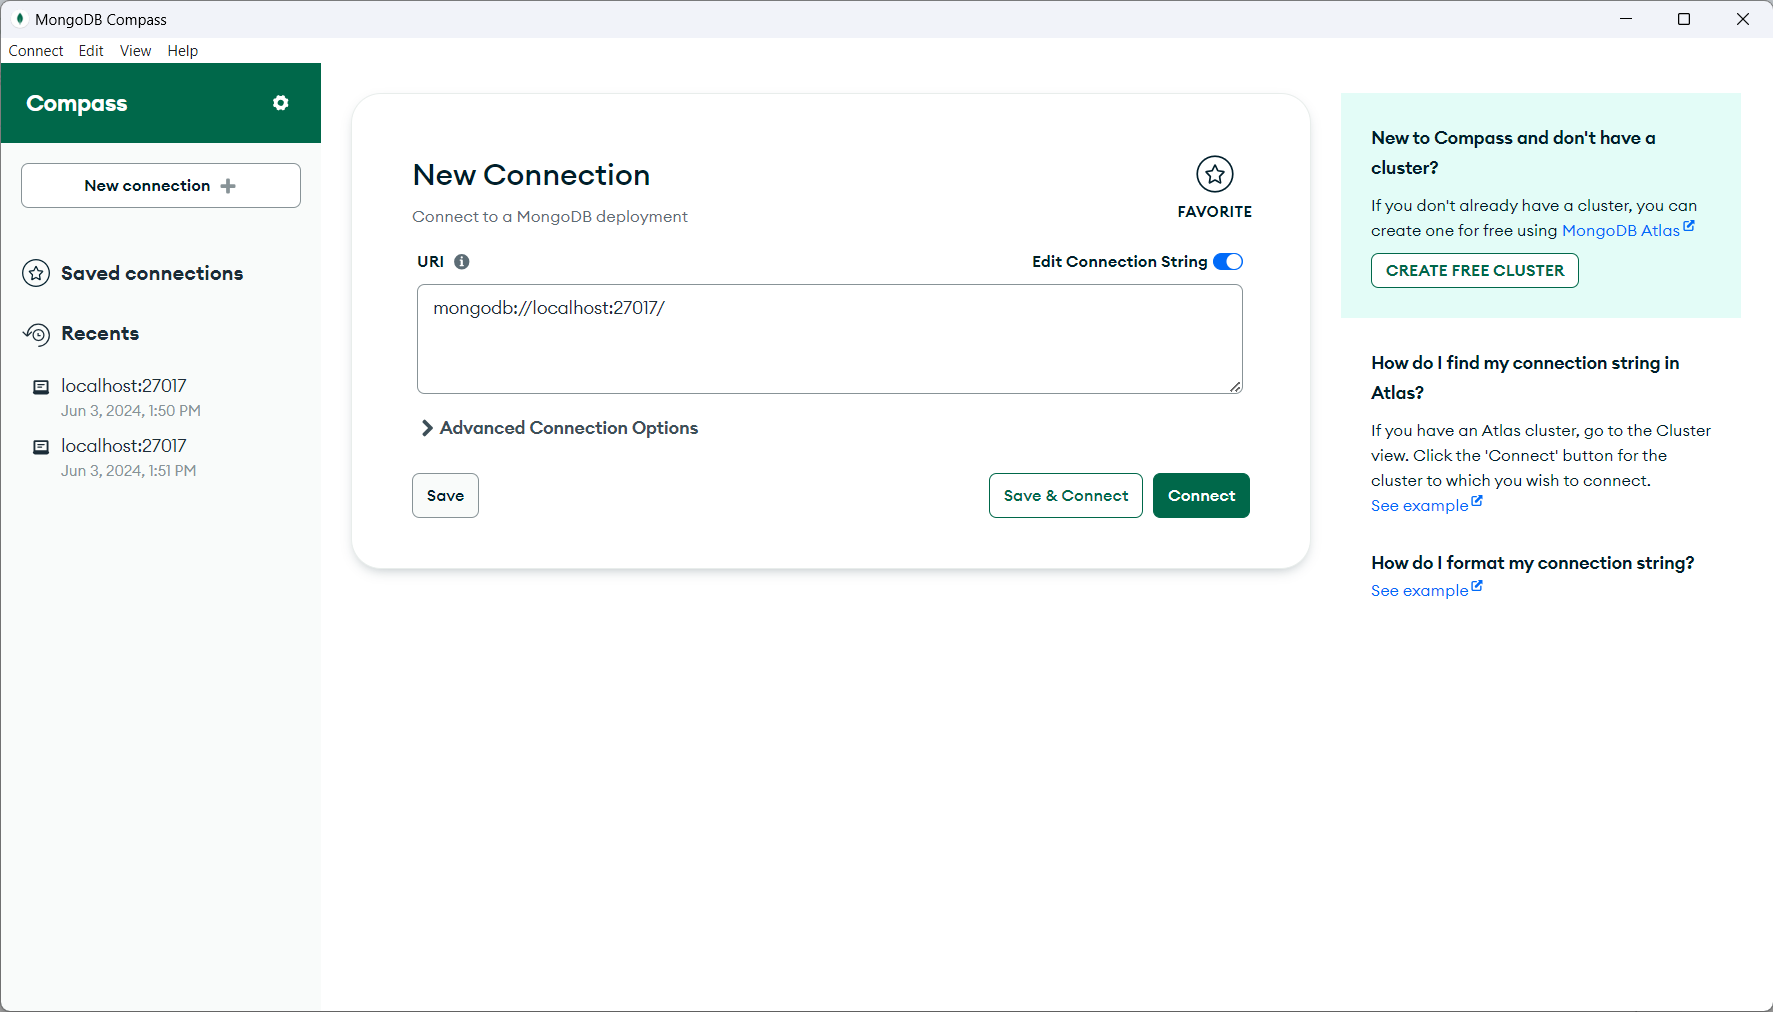 MongoDB Compass
Connect Edit View Help
Compass
New connection
Saved connections
Recents
localhost:27017
Jun 3, 2024, 1:50 PM
localhost:27017
Jun 3, 2024, 1:51 PM
New Connection
Connect to a MongoDB deployment
FAVORITE
URI
Edit Connection String
mongodb://localhost:27017/
Advanced Connection Options
Save
Save & Connect
Connect
New to Compass and don't have a
cluster?
If you don't already have a cluster, you can
create one for free using MongoDB Atlas
CREATE FREE CLUSTER
How do I find my connection string in
Atlas?
If you have an Atlas cluster, go to the Cluster
view. Click the 'Connect' button for the
cluster to which you wish to connect.
See example
How do I format my connection string?
See example